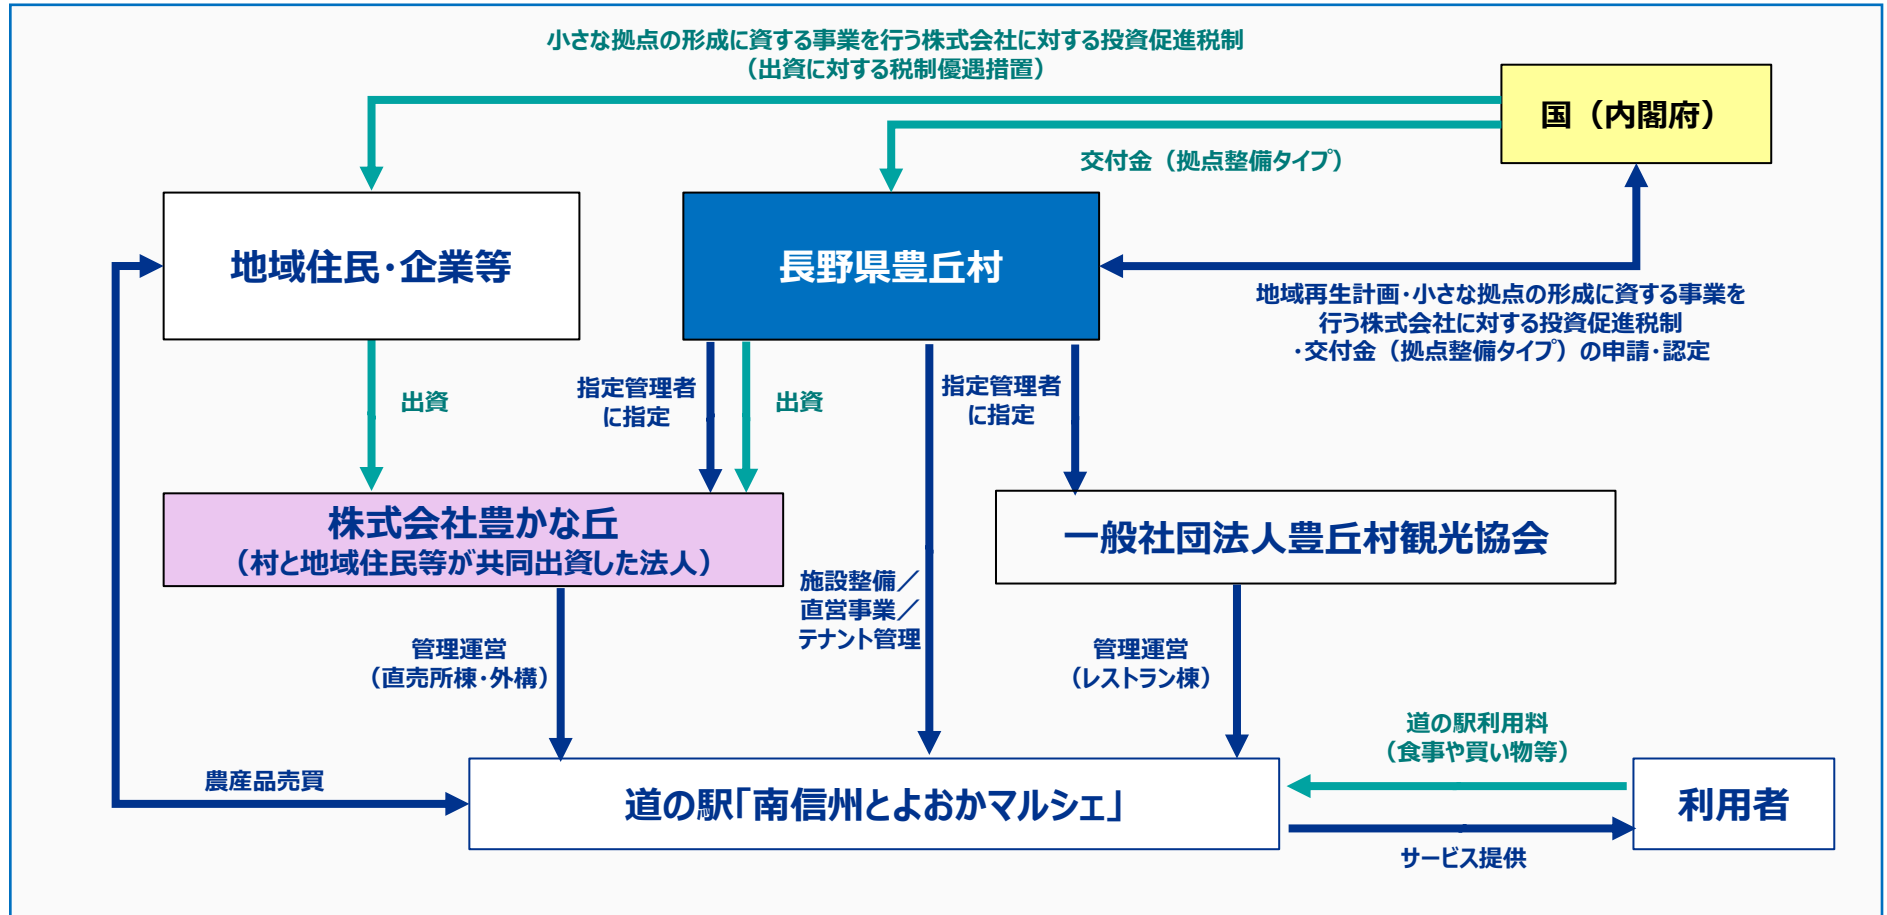 小さな拠点の形成に資する事業を行う株式会社に対する投資促進税制
（出資に対する税制優遇措置）
国（内閣府）
交付金（拠点整備タイプ）
地域住民・企業等
長野県豊丘村
地域再生計画・小さな拠点の形成に資する事業を
行う株式会社に対する投資促進税制
・交付金（拠点整備タイプ）の申請・認定
出資
指定管理者
に指定
出資
指定管理者
に指定
株式会社豊かな丘
（村と地域住民等が共同出資した法人）
一般社団法人豊丘村観光協会
施設整備／
直営事業／
テナント管理
管理運営
（直売所棟・外構）
管理運営
（レストラン棟）
道の駅利用料
（食事や買い物等）
農産品売買
道の駅「南信州とよおかマルシェ」
利用者
サービス提供